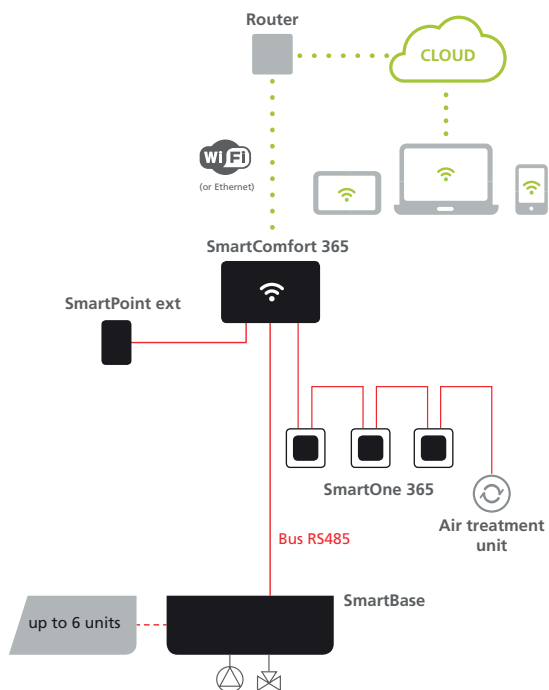 Router
CLOUD
WiFi
(or Ethernet)
SmartComfort 365
SmartPoint ext
SmartOne 365
Air treatment
unit
Bus RS485
SmartBase
up to 6 units